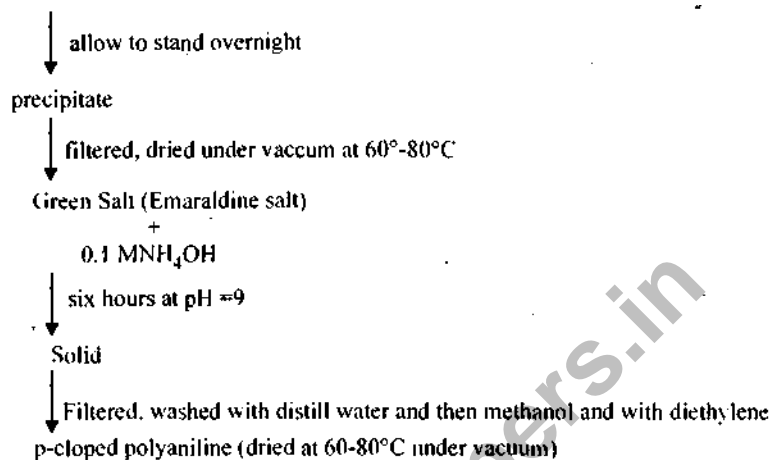 allow to stand overnight
precipitate
filtered, dried under vaccum at 60°-80°C
Green Salt (Emaraldine salt)
+
0.1 MNH₄OH
six hours at pH =9
Solid
Filtered. washed with distill water and then methanol and with diethylene
p-cloped polyaniline (dried at 60-80°C under vacuum)
ers.in